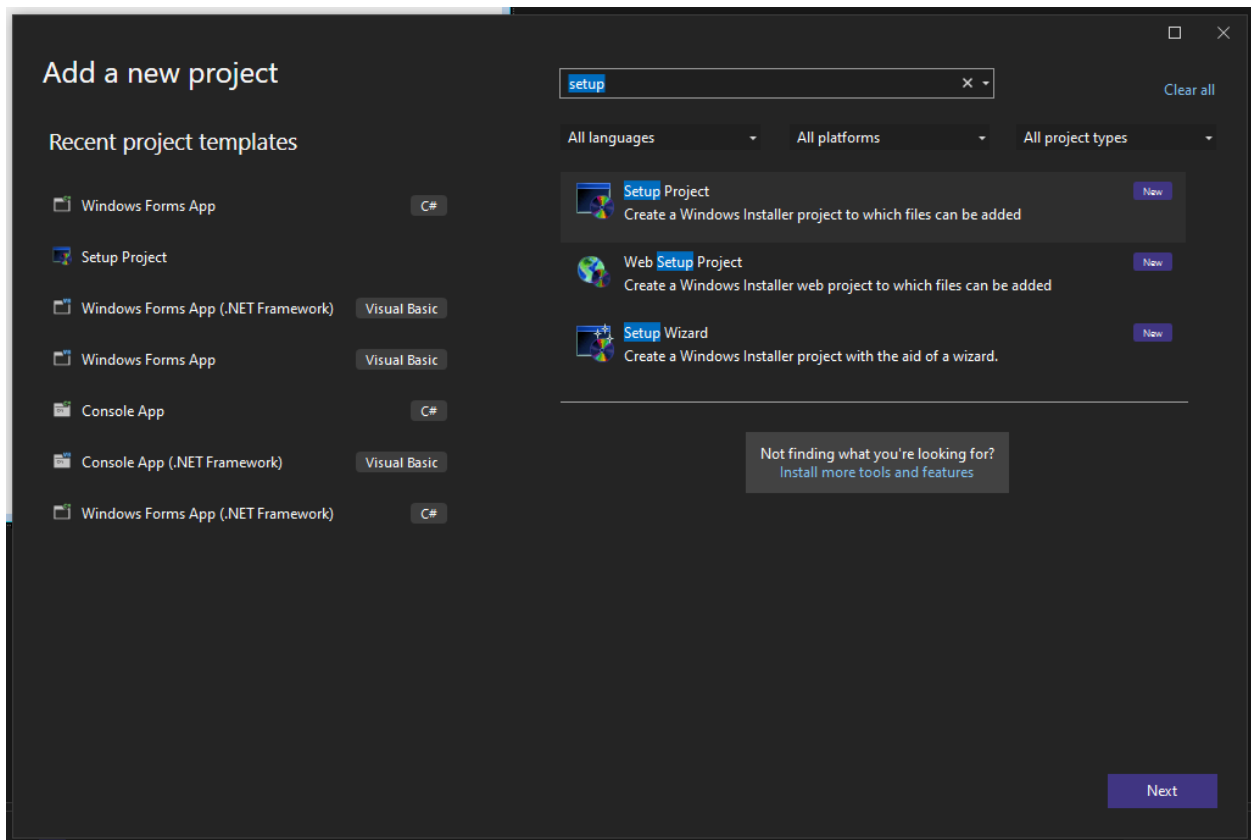 Add a new project
setup
Clear all
Recent project templates
All languages
All platforms
All project types
Windows Forms App
C#
Setup Project
Windows Forms App (.NET Framework)
Visual Basic
Windows Forms App
Visual Basic
Console App
C#
Console App (.NET Framework)
Visual Basic
Windows Forms App (.NET Framework)
C#
Setup Project
New
Create a Windows Installer project to which files can be added
Web Setup Project
New
Create a Windows Installer web project to which files can be added
Setup Wizard
New
Create a Windows Installer project with the aid of a wizard.
Not finding what you're looking for?
Install more tools and features
Next